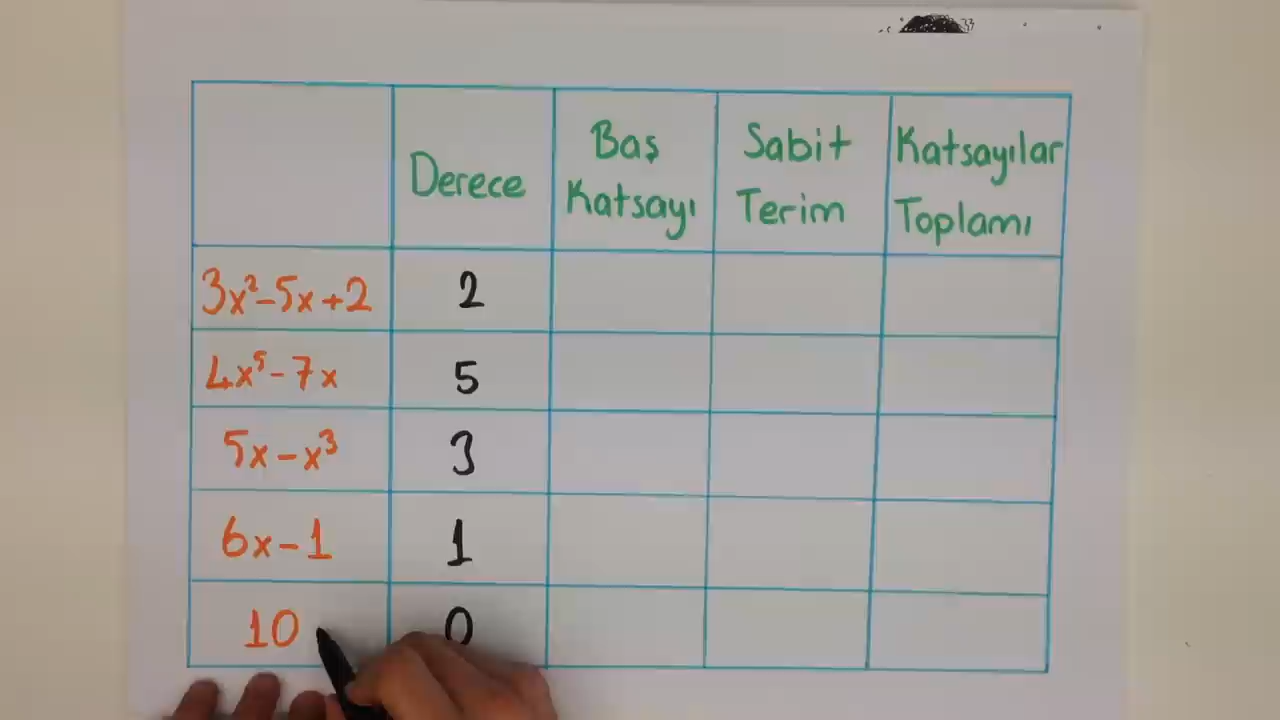 Derece
Baş
Katsayı
Sabit
Terim
Katsayılar
Toplamı
3x²-5x+2 2
4x⁵-7x 5
5x-x³ 3
6x-1 1
10 0